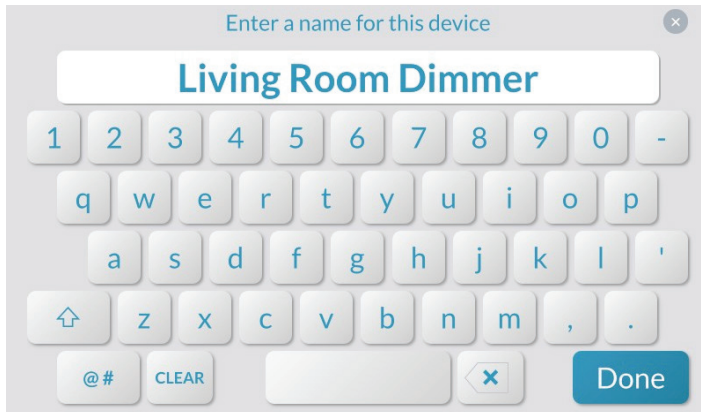 Enter a name for this device
Living Room Dimmer
1 2 3 4 5 6 7 8 9 0 -
q w e r t y u i o p
a s d f g h j k l '
z x c v b n m , .
@# CLEAR Done